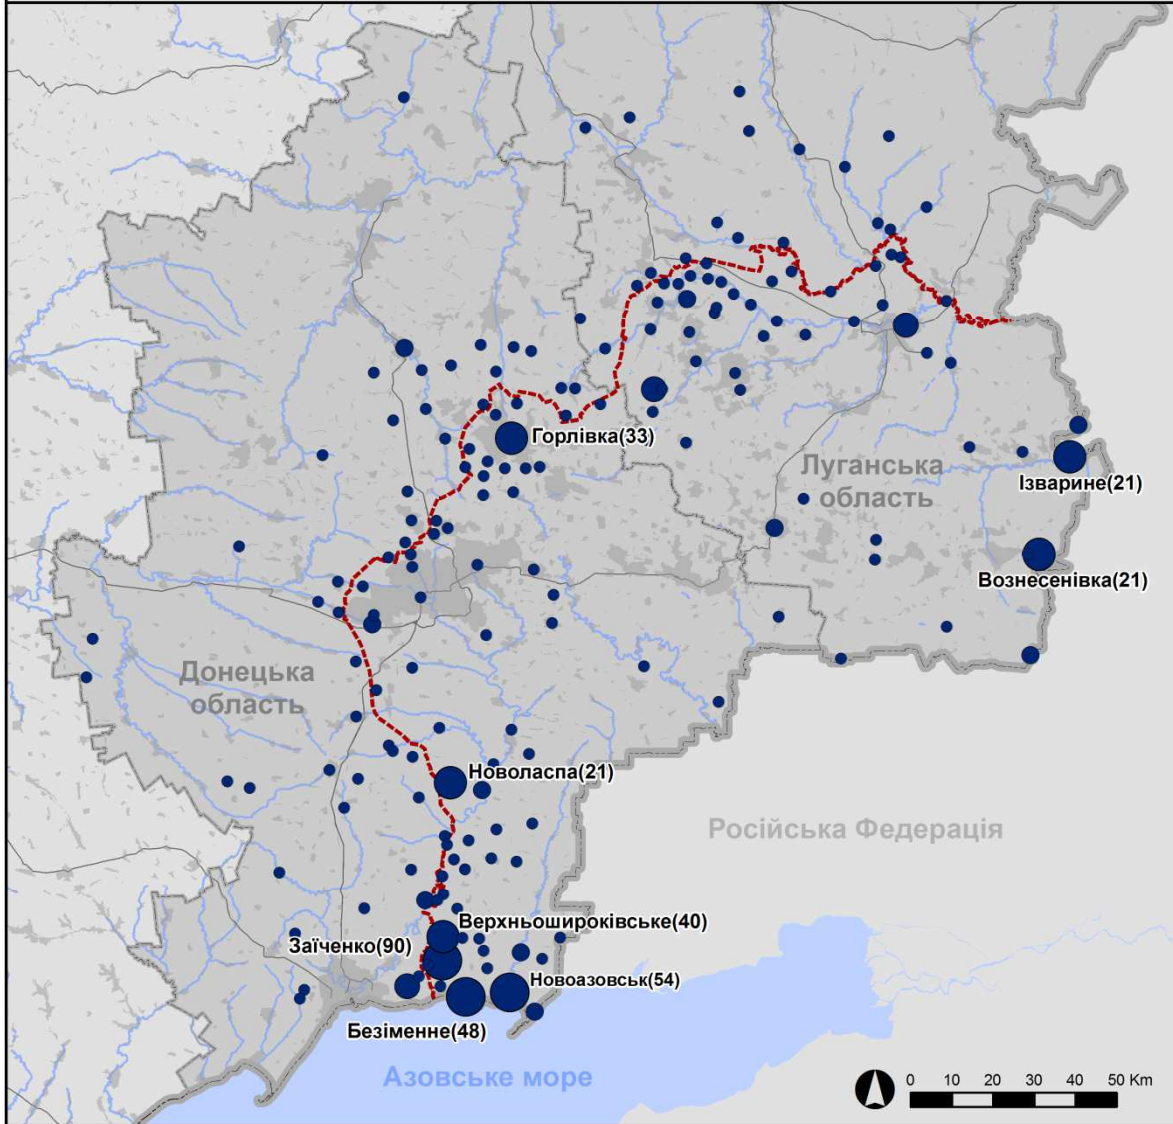 Горлівка(33)
Луганська
область
Ізварине(21)
Вознесенівка(21)
Донецька
область
Новоласпа(21)
Російська Федерація
Верхньошироківське(40)
Заїченко(90)
Новоазовськ(54)
Безіменне(48)
Азовське море
0 10 20 30 40 50 Km